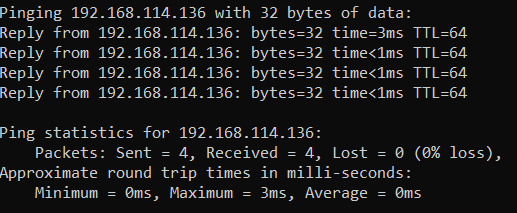 Pinging 192.168.114.136 with 32 bytes of data:
Reply from 192.168.114.136: bytes=32 time=3ms TTL=64
Reply from 192.168.114.136: bytes=32 time<1ms TTL=64
Reply from 192.168.114.136: bytes=32 time<1ms TTL=64
Reply from 192.168.114.136: bytes=32 time<1ms TTL=64

Ping statistics for 192.168.114.136:
    Packets: Sent = 4, Received = 4, Lost = 0 (0% loss),
Approximate round trip times in milli-seconds:
    Minimum = 0ms, Maximum = 3ms, Average = 0ms